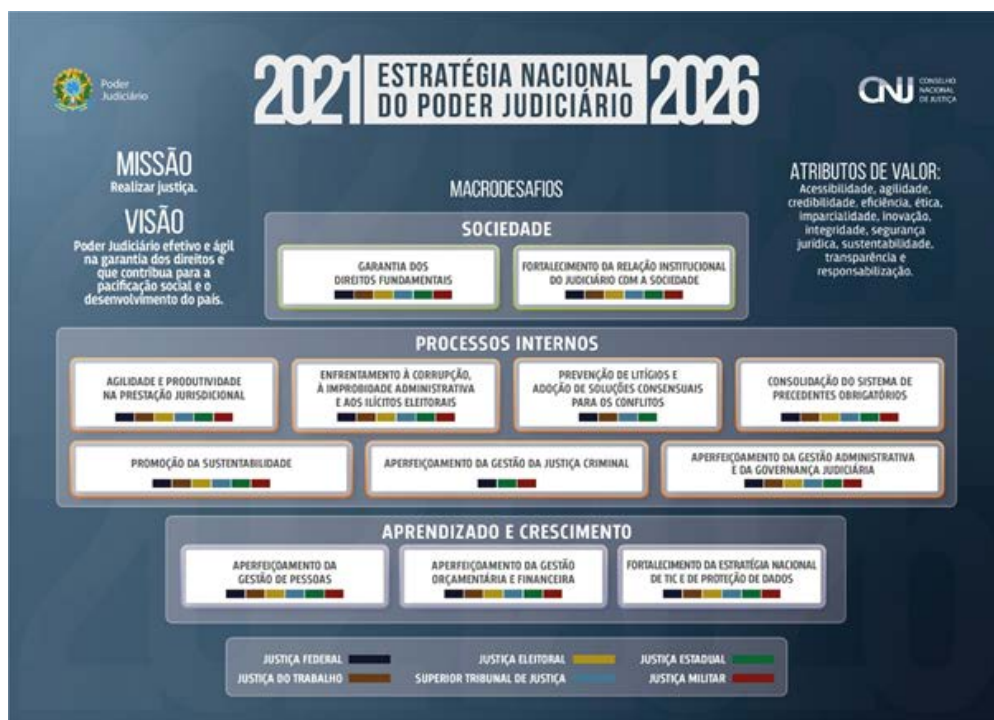 Poder
Judiciário
2021 ESTRATÉGIA NACIONAL DO PODER JUDICIÁRIO 2026
CNJ CONSELHO NACIONAL DE JUSTIÇA
MISSÃO
Realizar justiça.
VISÃO
Poder Judiciário efetivo e ágil
na garantia dos direitos e
que contribua para a
pacificação social e o
desenvolvimento do país.
MACRODESAFIOS
ATRIBUTOS DE VALOR:
Acessibilidade, agilidade,
credibilidade, eficiência, ética,
imparcialidade, inovação,
integridade, segurança
jurídica, sustentabilidade,
transparência e
responsabilização.
SOCIEDADE
GARANTIA DOS
DIREITOS FUNDAMENTAIS
FORTALECIMENTO DA RELAÇÃO INSTITUCIONAL
DO JUDICIÁRIO COM A SOCIEDADE
PROCESSOS INTERNOS
AGILIDADE E PRODUTIVIDADE
NA PRESTAÇÃO JURISDICIONAL
ENFRENTAMENTO À CORRUPÇÃO,
À IMPROBIDADE ADMINISTRATIVA
E AOS ILÍCITOS ELEITORAIS
PREVENÇÃO DE LITÍGIOS E
ADOÇÃO DE SOLUÇÕES CONSENSUAIS
PARA OS CONFLITOS
CONSOLIDAÇÃO DO SISTEMA DE
PRECEDENTES OBRIGATÓRIOS
PROMOÇÃO DA SUSTENTABILIDADE
APERFEIÇOAMENTO DA GESTÃO DA JUSTIÇA CRIMINAL
APERFEIÇOAMENTO DA GESTÃO ADMINISTRATIVA
E DA GOVERNANÇA JUDICIÁRIA
APRENDIZADO E CRESCIMENTO
APERFEIÇOAMENTO DA
GESTÃO DE PESSOAS
APERFEIÇOAMENTO DA GESTÃO
ORÇAMENTÁRIA E FINANCEIRA
FORTALECIMENTO DA ESTRATÉGIA NACIONAL
DE TIC E DE PROTEÇÃO DE DADOS
JUSTIÇA FEDERAL
JUSTIÇA ELEITORAL
JUSTIÇA ESTADUAL
JUSTIÇA DO TRABALHO
SUPERIOR TRIBUNAL DE JUSTIÇA
JUSTIÇA MILITAR